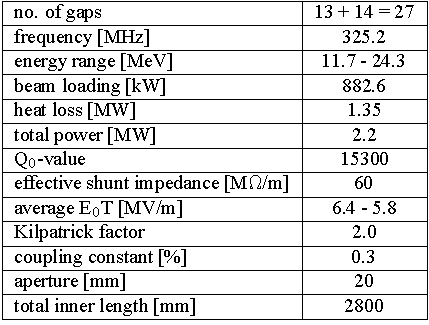 no. of gaps 13 + 14 = 27
frequency [MHz] 325.2
energy range [MeV] 11.7 - 24.3
beam loading [kW] 882.6
heat loss [MW] 1.35
total power [MW] 2.2
Q₀-value 15300
effective shunt impedance [MΩ/m] 60
average E₀T [MV/m] 6.4 - 5.8
Kilpatrick factor 2.0
coupling constant [%] 0.3
aperture [mm] 20
total inner length [mm] 2800